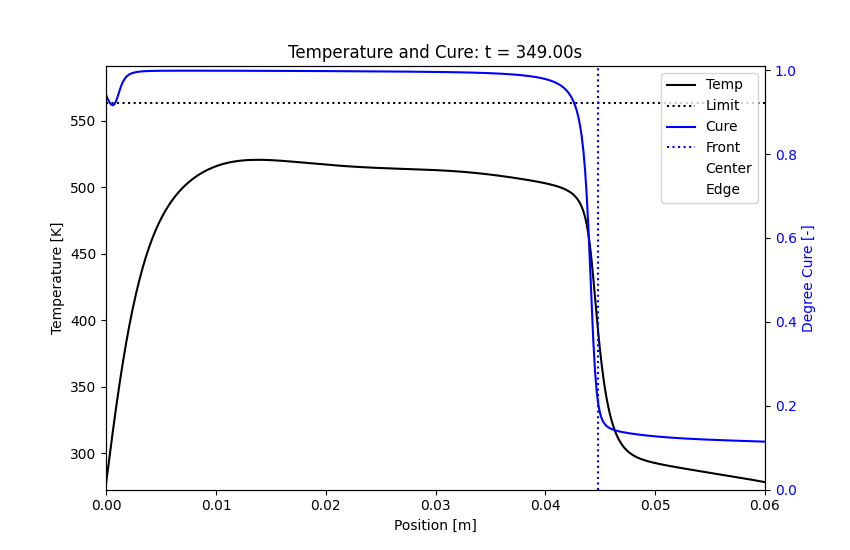 Temperature and Cure: t = 349.00s
Temp
Limit
Cure
Front
Center
Edge
550
500
450
400
350
300
Temperature [K]
1.0
0.8
0.6
0.4
0.2
0.0
Degree Cure [-]
0.00
0.01
0.02
0.03
0.04
0.05
0.06
Position [m]